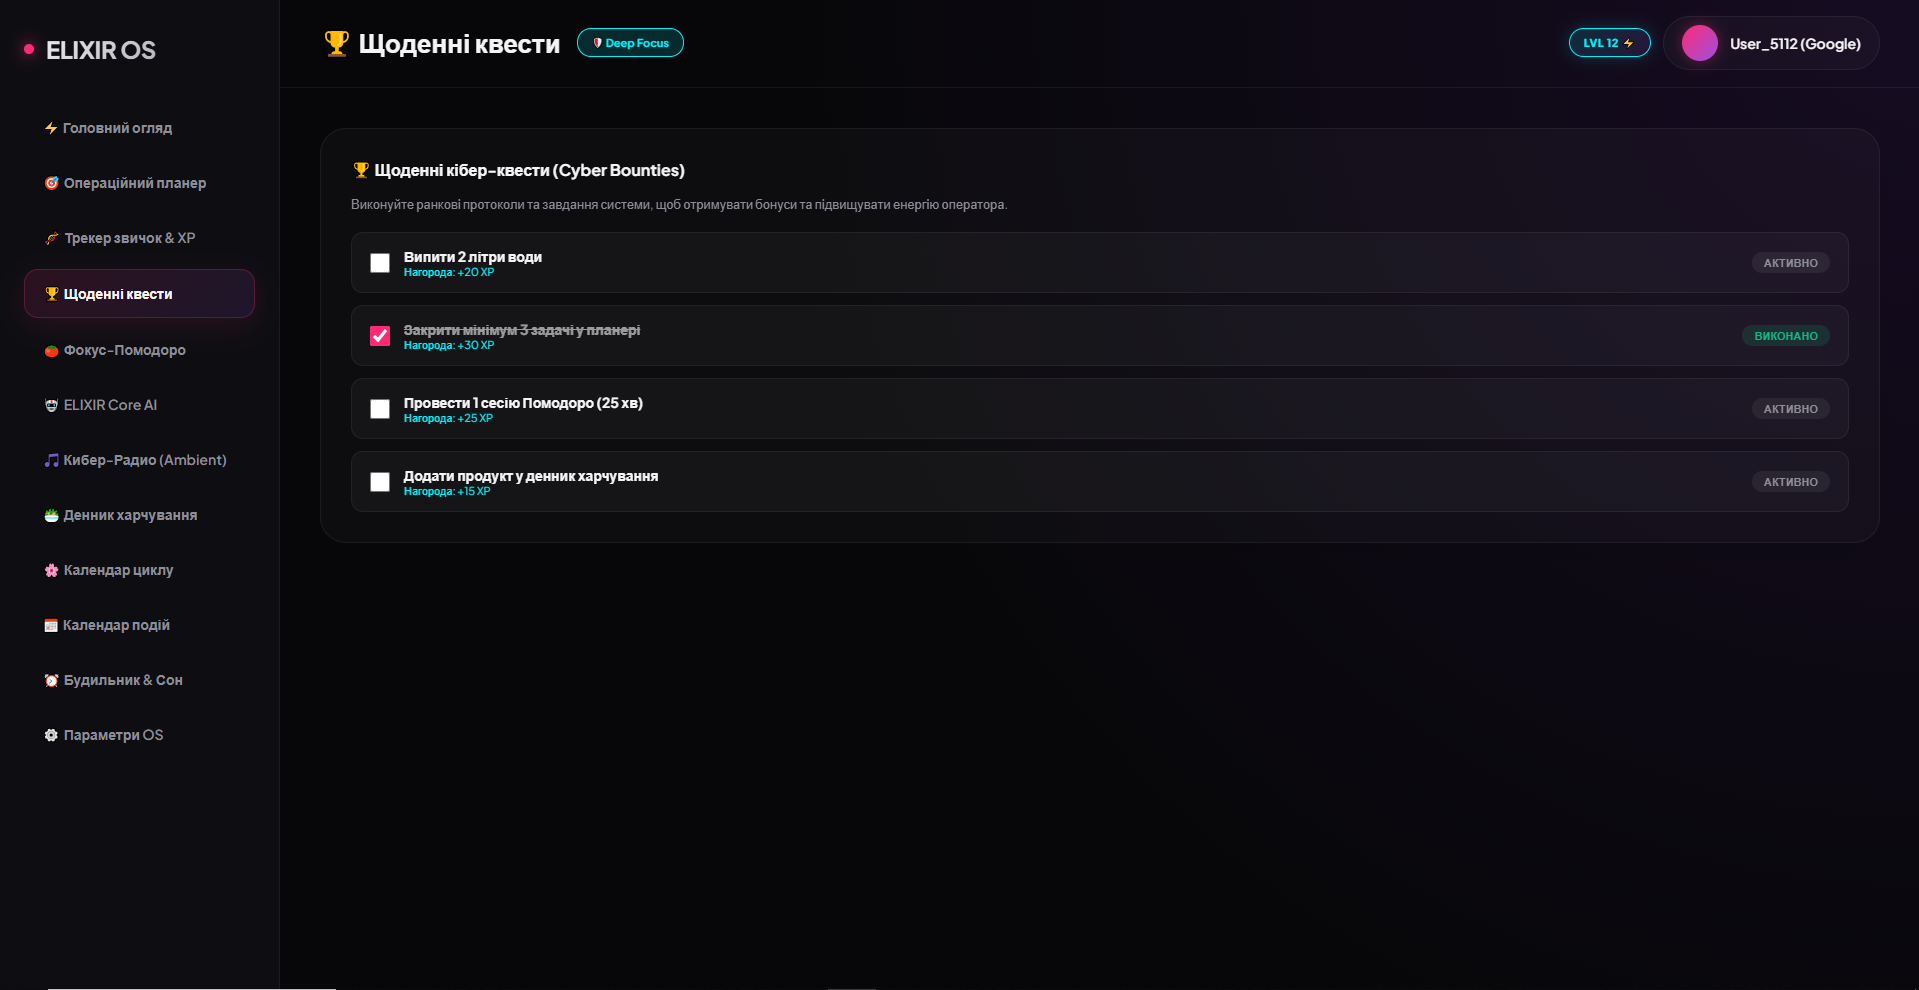 ELIXIR OS
Головний огляд
Операційний планер
Трекер звичок & XP
Щоденні квести
Фокус-Помодоро
ELIXIR Core AI
Кибер-Радио (Ambient)
Денник харчування
Календар циклу
Календар подій
Будильник & Сон
Параметри OS
Щоденні квести
Deep Focus
LVL 12
User_5112 (Google)
Щоденні кібер-квести (Cyber Bounties)
Виконуйте ранкові протоколи та завдання системи, щоб отримувати бонуси та підвищувати енергію оператора.
Випити 2 літри води
Нагорода: +20 XP
АКТИВНО
Закрити мінімум 3 задачі у планері
Нагорода: +30 XP
ВИКОНАНО
Провести 1 сесію Помодоро (25 хв)
Нагорода: +25 XP
АКТИВНО
Додати продукт у денник харчування
Нагорода: +15 XP
АКТИВНО